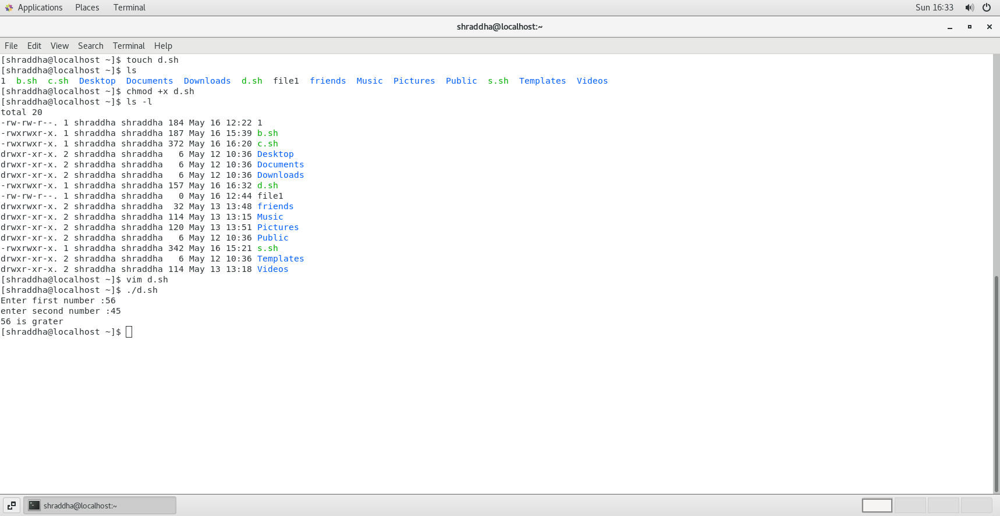 Applications Places Terminal Sun 16:33
shraddha@localhost:~
File Edit View Search Terminal Help
[shraddha@localhost ~]$ touch d.sh
[shraddha@localhost ~]$ ls
1  b.sh  c.sh  Desktop  Documents  Downloads  d.sh  file1  friends  Music  Pictures  Public  s.sh  Templates  Videos
[shraddha@localhost ~]$ chmod +x d.sh
[shraddha@localhost ~]$ ls -l
total 20
-rw-rw-r--. 1 shraddha shraddha 184 May 16 12:22 1
-rwxrwxr-x. 1 shraddha shraddha 187 May 16 15:39 b.sh
-rwxrwxr-x. 1 shraddha shraddha 372 May 16 16:20 c.sh
drwxr-xr-x. 2 shraddha shraddha   6 May 12 10:36 Desktop
drwxr-xr-x. 2 shraddha shraddha   6 May 12 10:36 Documents
drwxr-xr-x. 2 shraddha shraddha   6 May 12 10:36 Downloads
-rwxrwxr-x. 1 shraddha shraddha 157 May 16 16:32 d.sh
-rw-rw-r--. 1 shraddha shraddha   0 May 16 12:44 file1
drwxrwxr-x. 2 shraddha shraddha  32 May 13 13:48 friends
drwxr-xr-x. 2 shraddha shraddha 114 May 13 13:15 Music
drwxr-xr-x. 2 shraddha shraddha 120 May 13 13:51 Pictures
drwxr-xr-x. 2 shraddha shraddha   6 May 12 10:36 Public
-rwxrwxr-x. 1 shraddha shraddha 342 May 16 15:21 s.sh
drwxr-xr-x. 2 shraddha shraddha   6 May 12 10:36 Templates
drwxr-xr-x. 2 shraddha shraddha 114 May 13 13:18 Videos
[shraddha@localhost ~]$ vim d.sh
[shraddha@localhost ~]$ ./d.sh
Enter first number :56
enter second number :45
56 is grater
[shraddha@localhost ~]$
shraddha@localhost:~